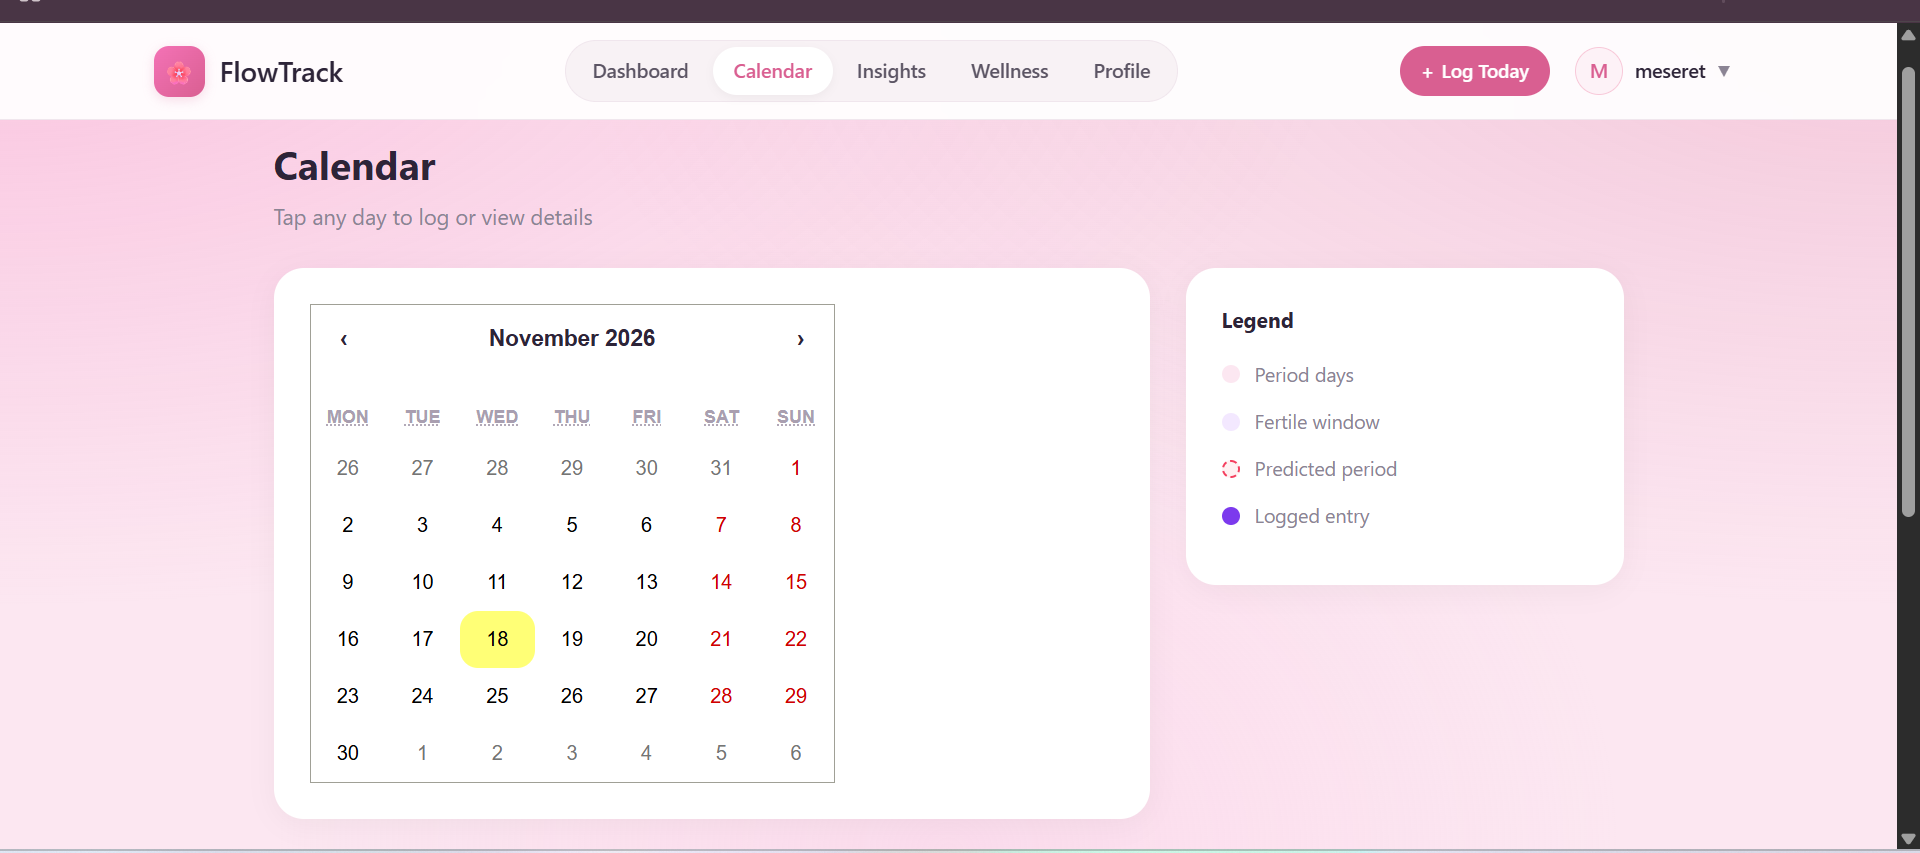 FlowTrack
Dashboard Calendar Insights Wellness Profile
+ Log Today
M meseret ▼
Calendar
Tap any day to log or view details
‹ November 2026 ›
MON TUE WED THU FRI SAT SUN
26 27 28 29 30 31 1
2 3 4 5 6 7 8
9 10 11 12 13 14 15
16 17 18 19 20 21 22
23 24 25 26 27 28 29
30 1 2 3 4 5 6
Legend
Period days
Fertile window
Predicted period
Logged entry